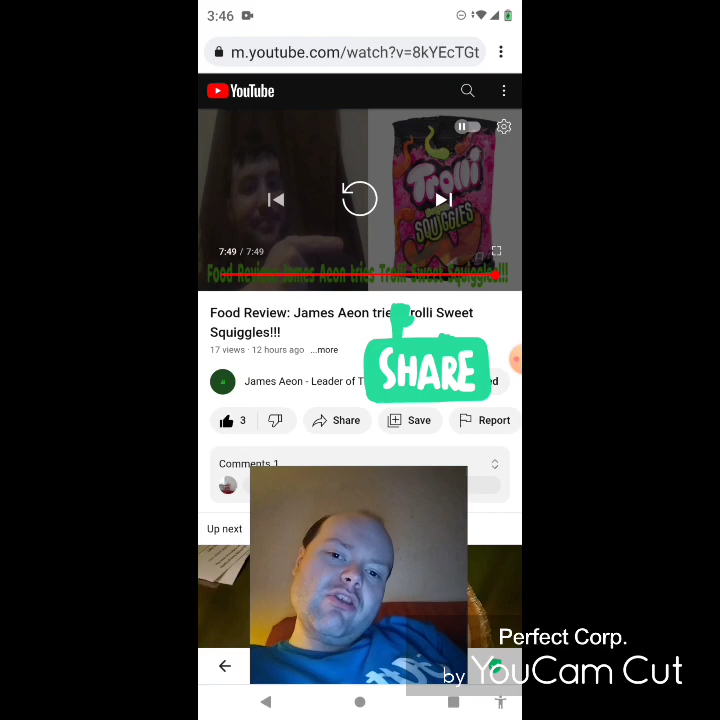 3:46
m.youtube.com/watch?v=8kYEcTGt
YouTube
Trolli
SQUIGGLES
7:49 / 7:49
Food Review: James Aeon tries Trolli Sweet Squiggles!!!
Food Review: James Aeon tries Trolli Sweet
Squiggles!!!
17 views · 12 hours ago ...more
SHARE
James Aeon - Leader of T
3
Share
Save
Report
Comments 1
Up next
Perfect Corp.
by YouCam Cut